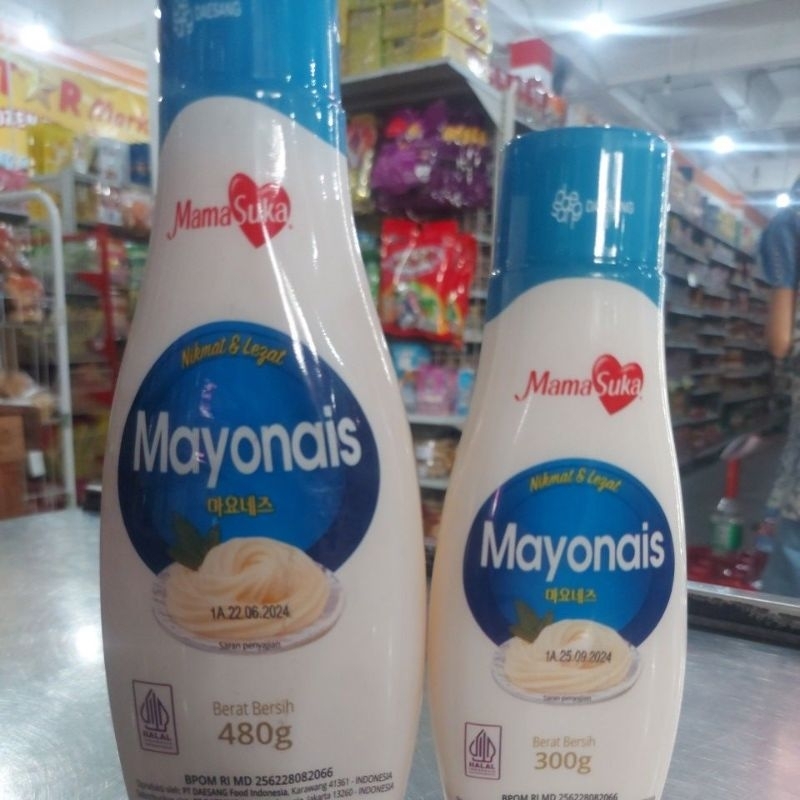 DAESANG
MamaSuka
Nikmat & Lezat
Mayonais
마요네즈
1A.22.06.2024
Saran penyajian
HALAL
INDONESIA
Berat Bersih
480g
BPOM RI MD 256228082066
Diproduksi oleh: PT DAESANG Food Indonesia, Karawang 41361 - INDONESIA
Jakarta 13260 - INDONESIA
DAESANG
MamaSuka
Nikmat & Lezat
Mayonais
마요네즈
1A.25.09.2024
Saran penyajian
HALAL
INDONESIA
Berat Bersih
300g
BPOM RI MD 256228082066